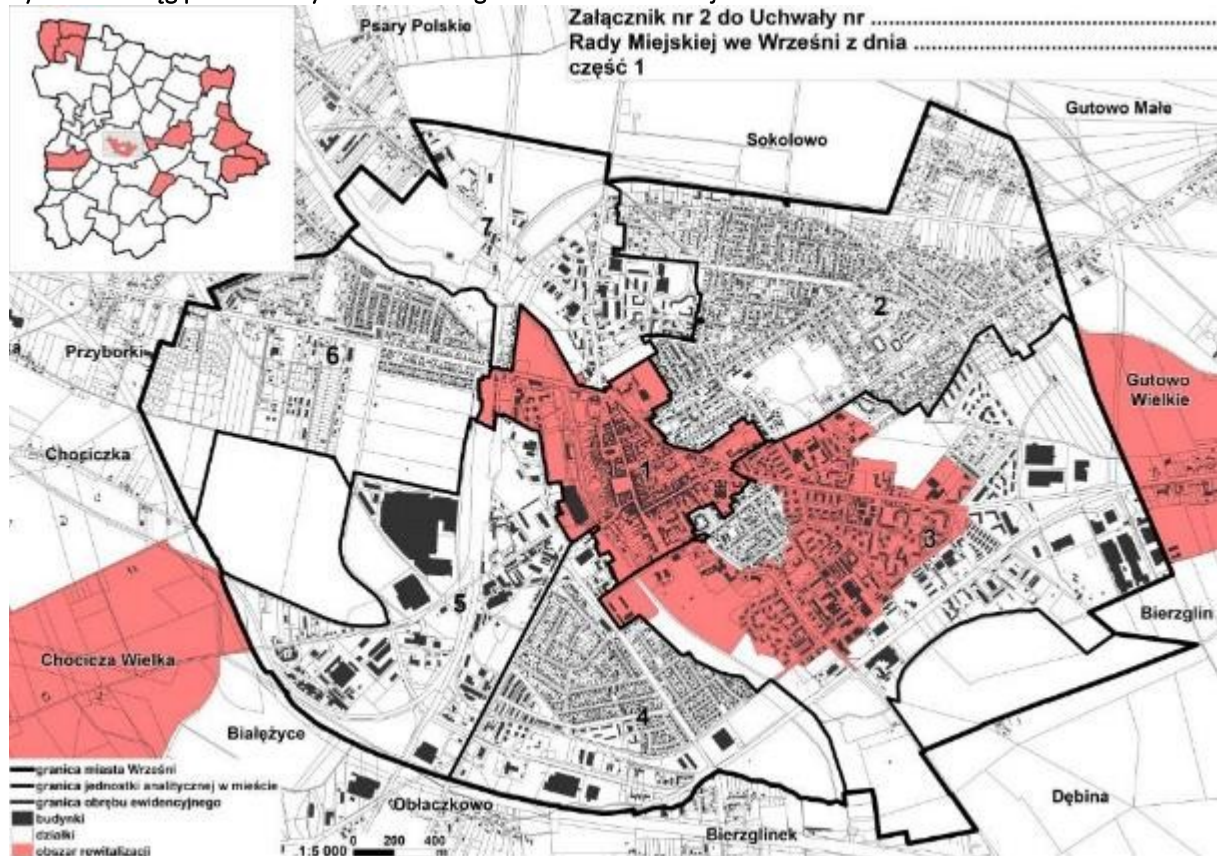 Załącznik nr 2 do Uchwały nr ...............................................
Rady Miejskiej we Wrześni z dnia .......................................
część 1
Psary Polskie
Gutowo Małe
Sokołowo
7
2
Przyborki
6
Gutowo
Wielkie
Chociczka
1
3
5
Bierzglin
Chocicza Wielka
4
Białężyce
Dębina
Obłaczkowo
Bierzglinek
granica miasta Wrześni
granica jednostki analitycznej w mieście
granica obrębu ewidencyjnego
budynki
działki
obszar rewitalizacji
1:5 000
0 200 400
m